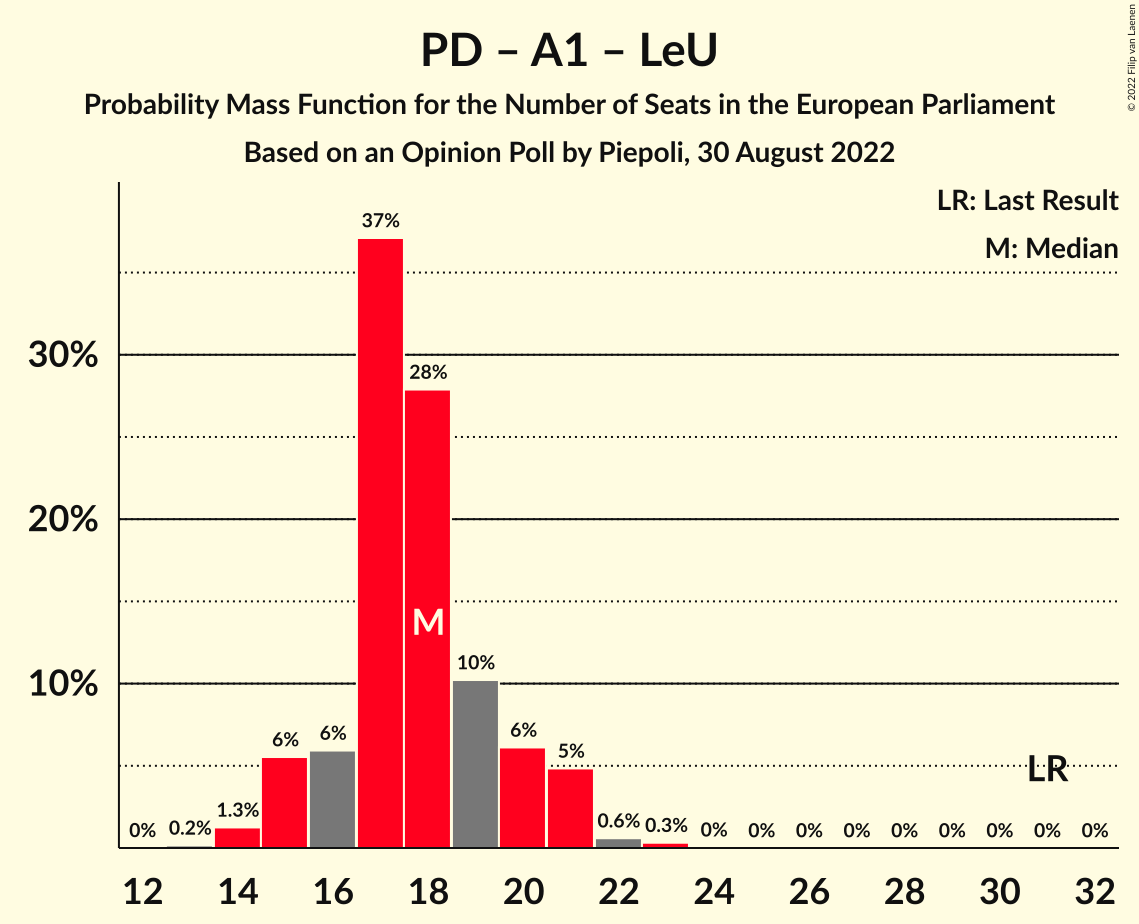 PD – A1 – LeU
Probability Mass Function for the Number of Seats in the European Parliament
Based on an Opinion Poll by Piepoli, 30 August 2022
© 2022 Filip van Laenen
LR: Last Result
M: Median
30%
20%
10%
0%
0.2%
1.3%
6%
6%
37%
28%
10%
6%
5%
0.6%
0.3%
0%
0%
0%
0%
0%
0%
0%
0%
0%
M
LR
12 14 16 18 20 22 24 26 28 30 32